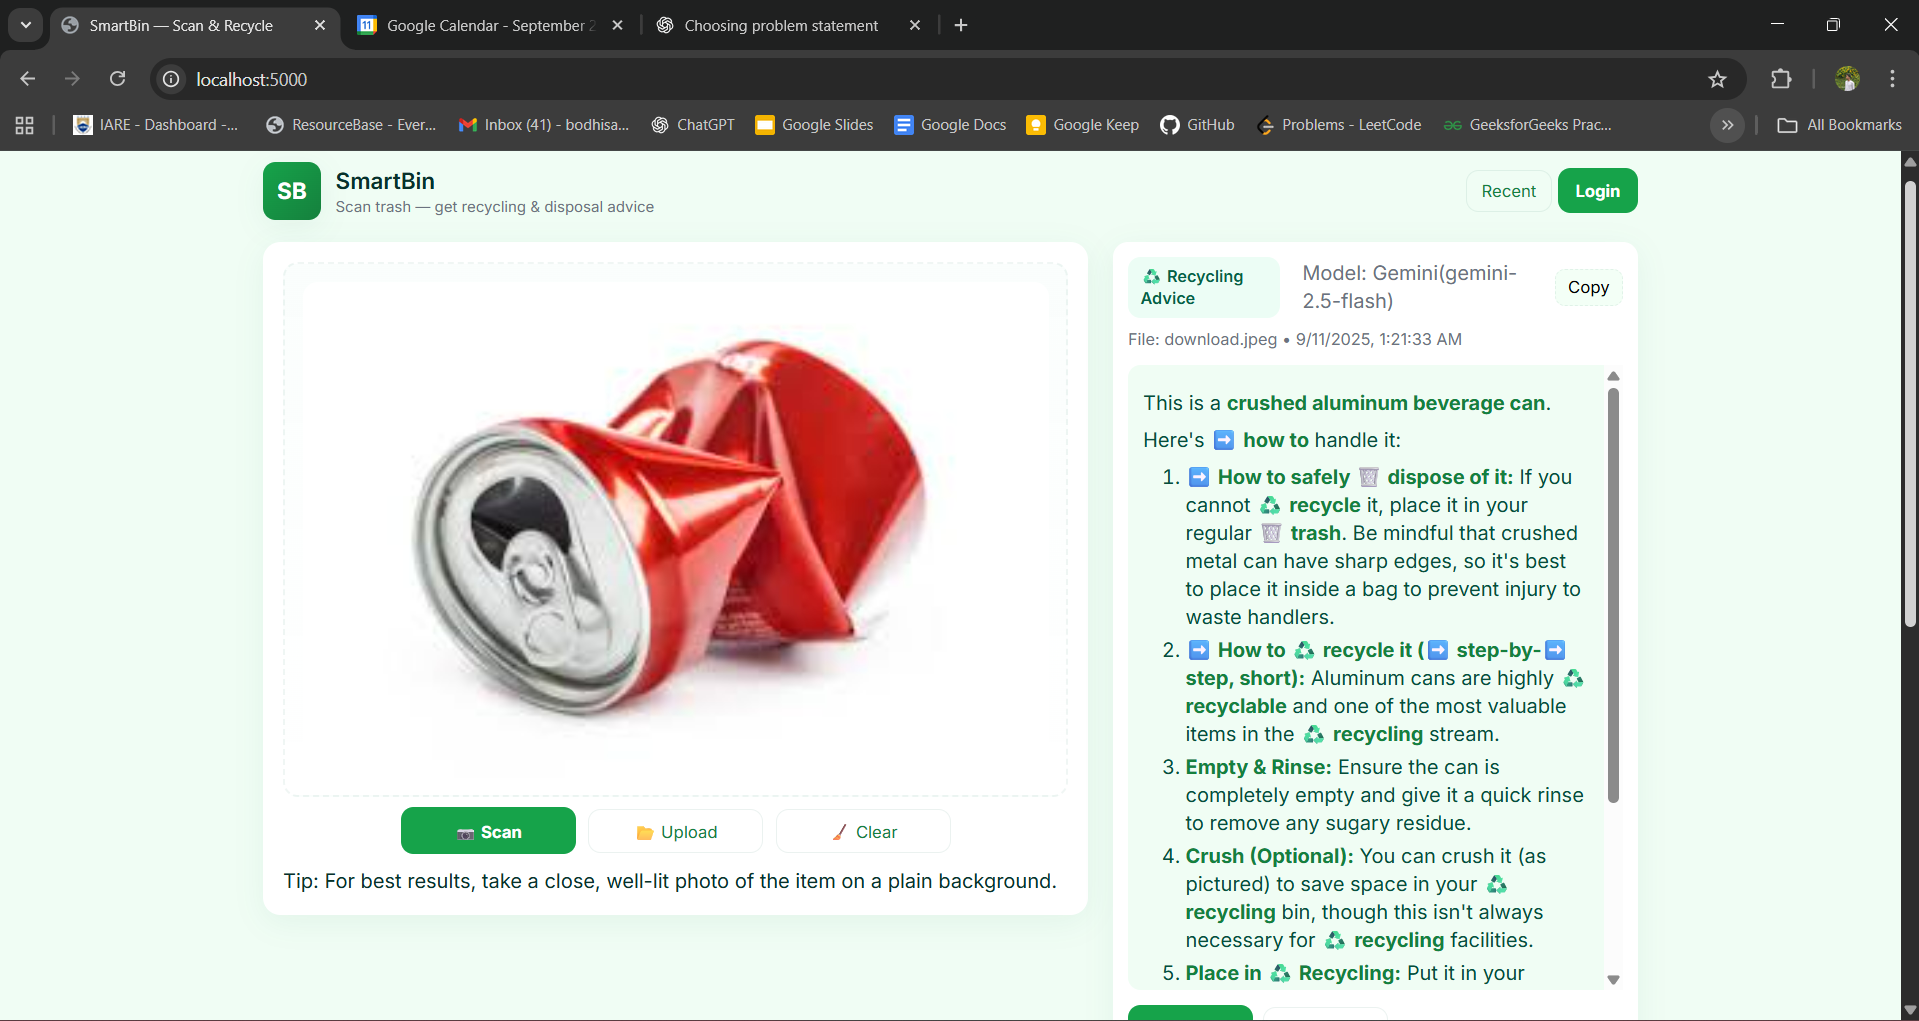 SmartBin — Scan & Recycle
Google Calendar - September 2
Choosing problem statement
localhost:5000
IARE - Dashboard -...
ResourceBase - Ever...
Inbox (41) - bodhisa...
ChatGPT
Google Slides
Google Docs
Google Keep
GitHub
Problems - LeetCode
GeeksforGeeks Prac...
All Bookmarks
SB
SmartBin
Scan trash — get recycling & disposal advice
Recent
Login
Scan
Upload
Clear
Tip: For best results, take a close, well-lit photo of the item on a plain background.
♻️ Recycling
Advice
Model: Gemini(gemini-
2.5-flash)
Copy
File: download.jpeg • 9/11/2025, 1:21:33 AM
This is a crushed aluminum beverage can.
Here's ➡️ how to handle it:
1. ➡️ How to safely 🗑️ dispose of it: If you
cannot ♻️ recycle it, place it in your
regular 🗑️ trash. Be mindful that crushed
metal can have sharp edges, so it's best
to place it inside a bag to prevent injury to
waste handlers.
2. ➡️ How to ♻️ recycle it (➡️ step-by-➡️
step, short): Aluminum cans are highly ♻️
recyclable and one of the most valuable
items in the ♻️ recycling stream.
3. Empty & Rinse: Ensure the can is
completely empty and give it a quick rinse
to remove any sugary residue.
4. Crush (Optional): You can crush it (as
pictured) to save space in your ♻️
recycling bin, though this isn't always
necessary for ♻️ recycling facilities.
5. Place in ♻️ Recycling: Put it in your